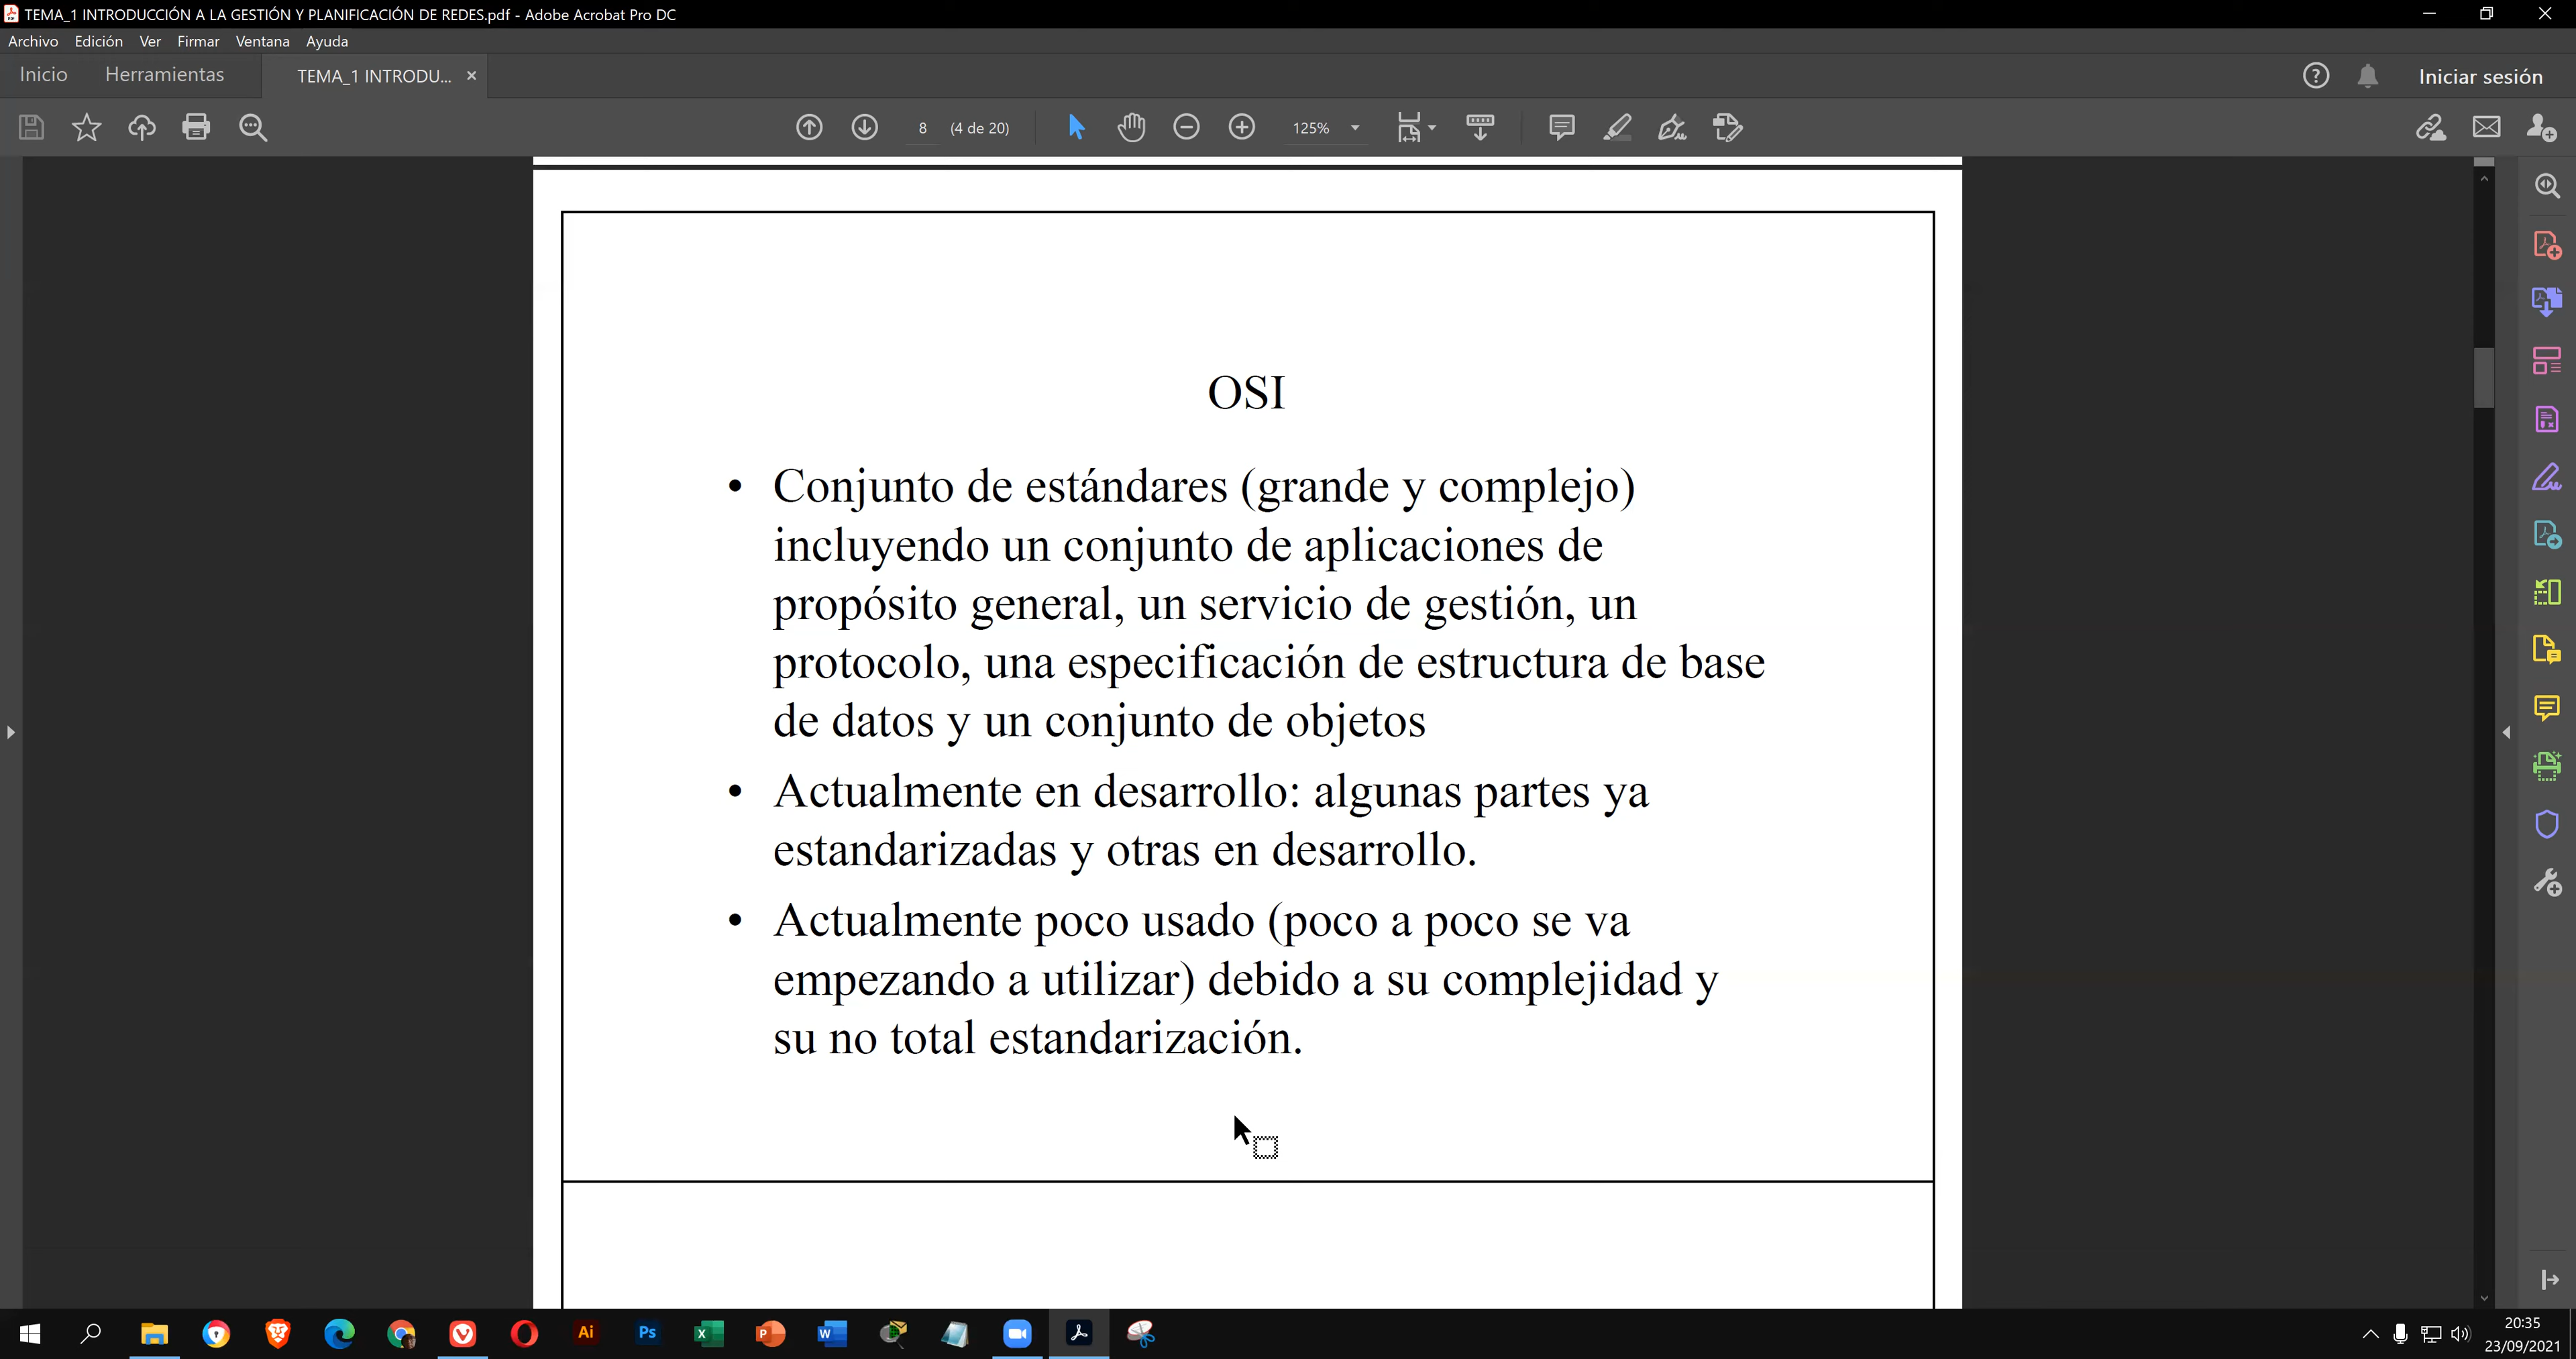 TEMA_1 INTRODUCCIÓN A LA GESTIÓN Y PLANIFICACIÓN DE REDES.pdf - Adobe Acrobat Pro DC
Archivo Edición Ver Firmar Ventana Ayuda
Inicio Herramientas TEMA_1 INTRODU... Iniciar sesión
8 (4 de 20) 125%
OSI
• Conjunto de estándares (grande y complejo)
incluyendo un conjunto de aplicaciones de
propósito general, un servicio de gestión, un
protocolo, una especificación de estructura de base
de datos y un conjunto de objetos
• Actualmente en desarrollo: algunas partes ya
estandarizadas y otras en desarrollo.
• Actualmente poco usado (poco a poco se va
empezando a utilizar) debido a su complejidad y
su no total estandarización.
Ai Ps
20:35
23/09/2021